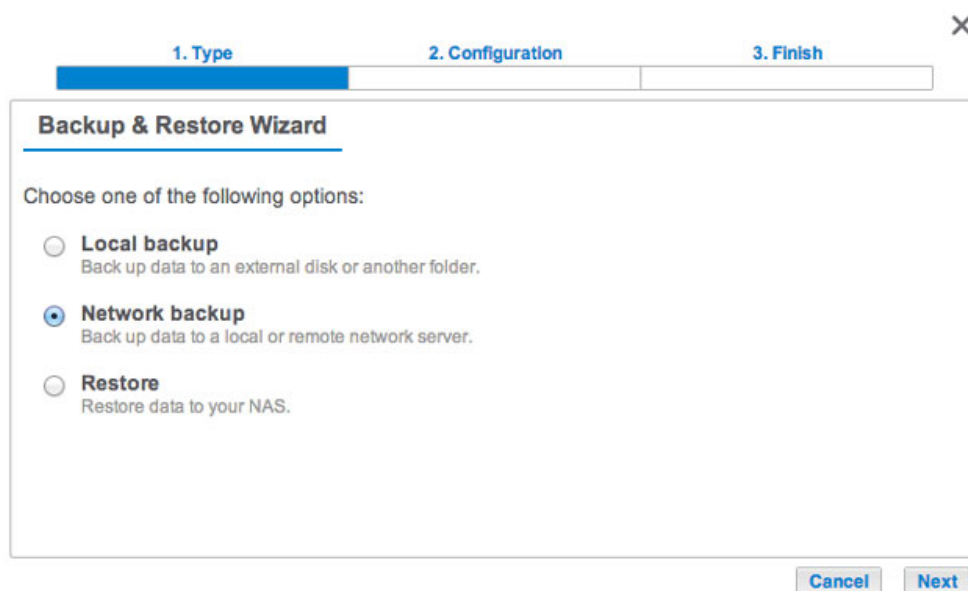 1. Type 2. Configuration 3. Finish
Backup & Restore Wizard
Choose one of the following options:
Local backup
Back up data to an external disk or another folder.
Network backup
Back up data to a local or remote network server.
Restore
Restore data to your NAS.
Cancel Next